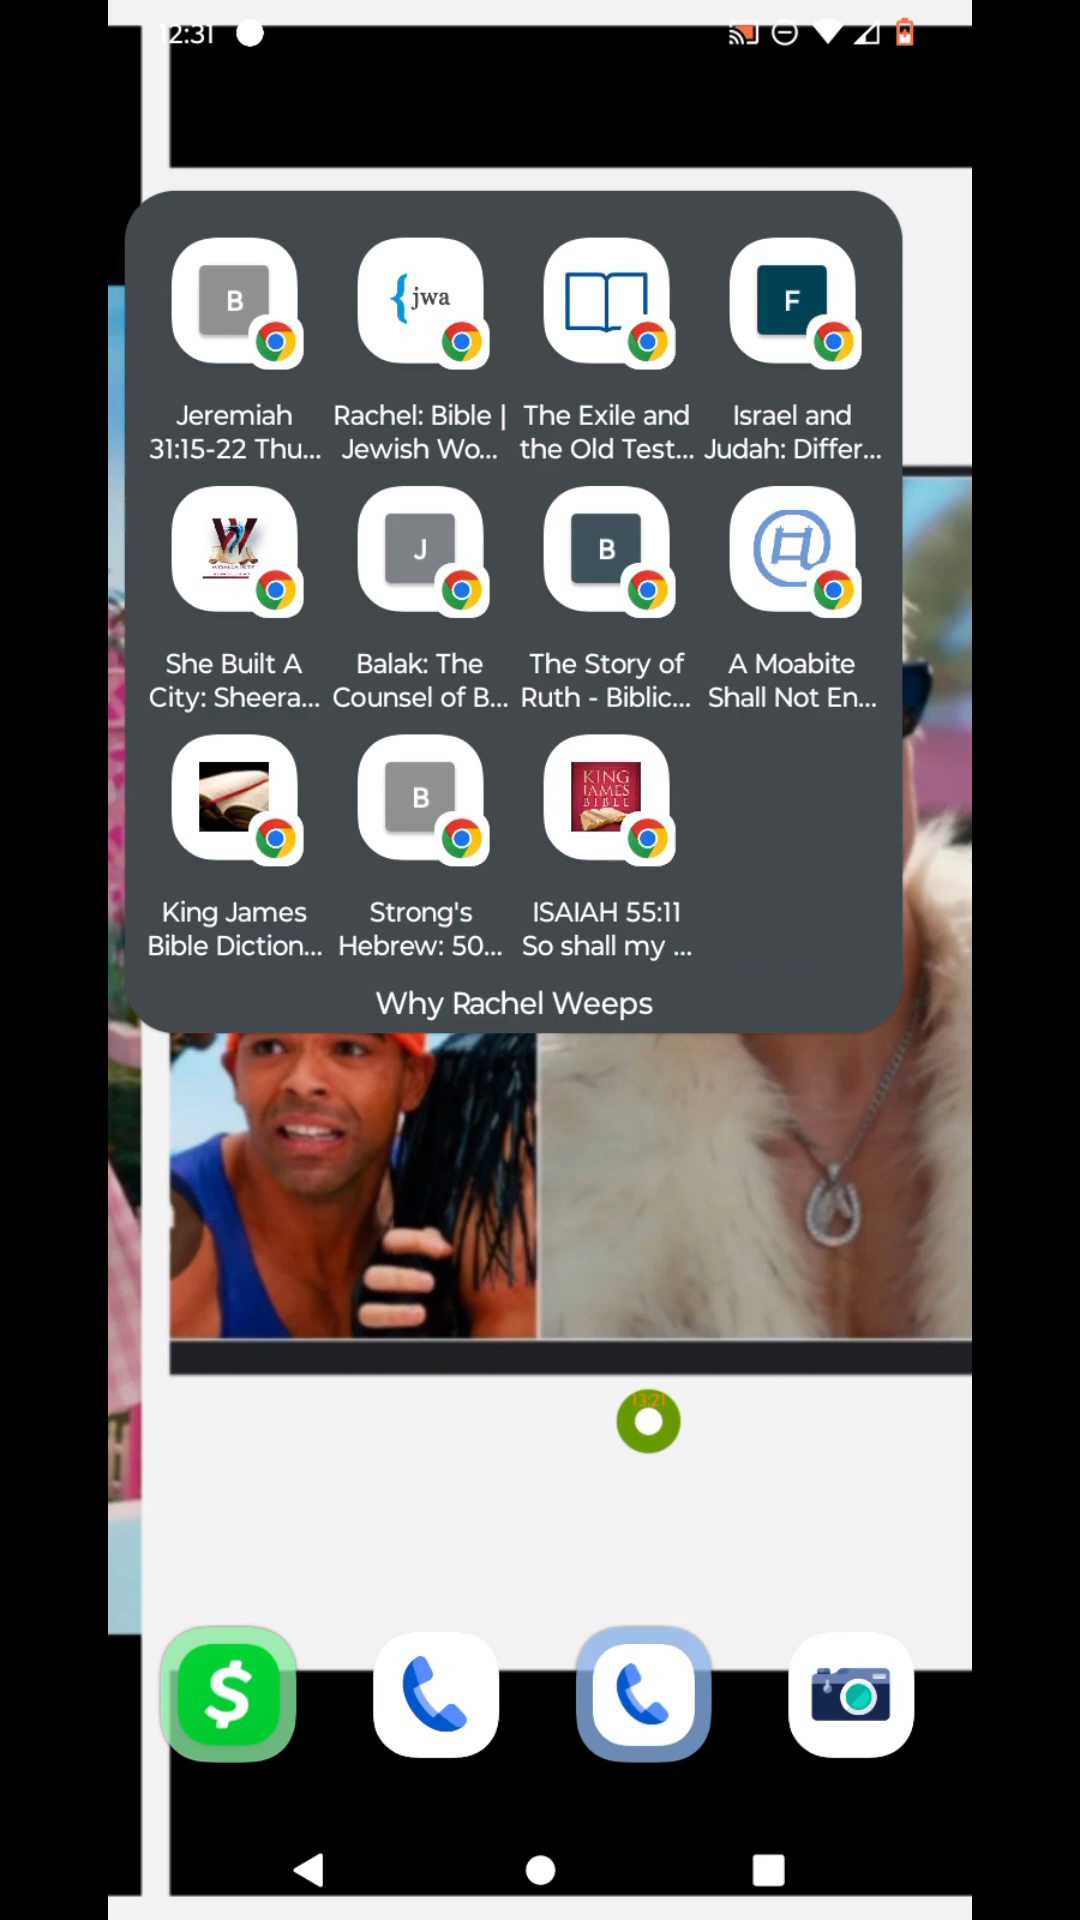 12:31
B
{jwa
F
Jeremiah
31:15-22 Thu...
Rachel: Bible |
Jewish Wo...
The Exile and
the Old Test...
Israel and
Judah: Differ...
W
J
B
She Built A
City: Sheera...
Balak: The
Counsel of B...
The Story of
Ruth - Biblic...
A Moabite
Shall Not En...
B
KING
JAMES
BIBLE
King James
Bible Diction...
Strong's
Hebrew: 50...
ISAIAH 55:11
So shall my ...
Why Rachel Weeps
13:21
$